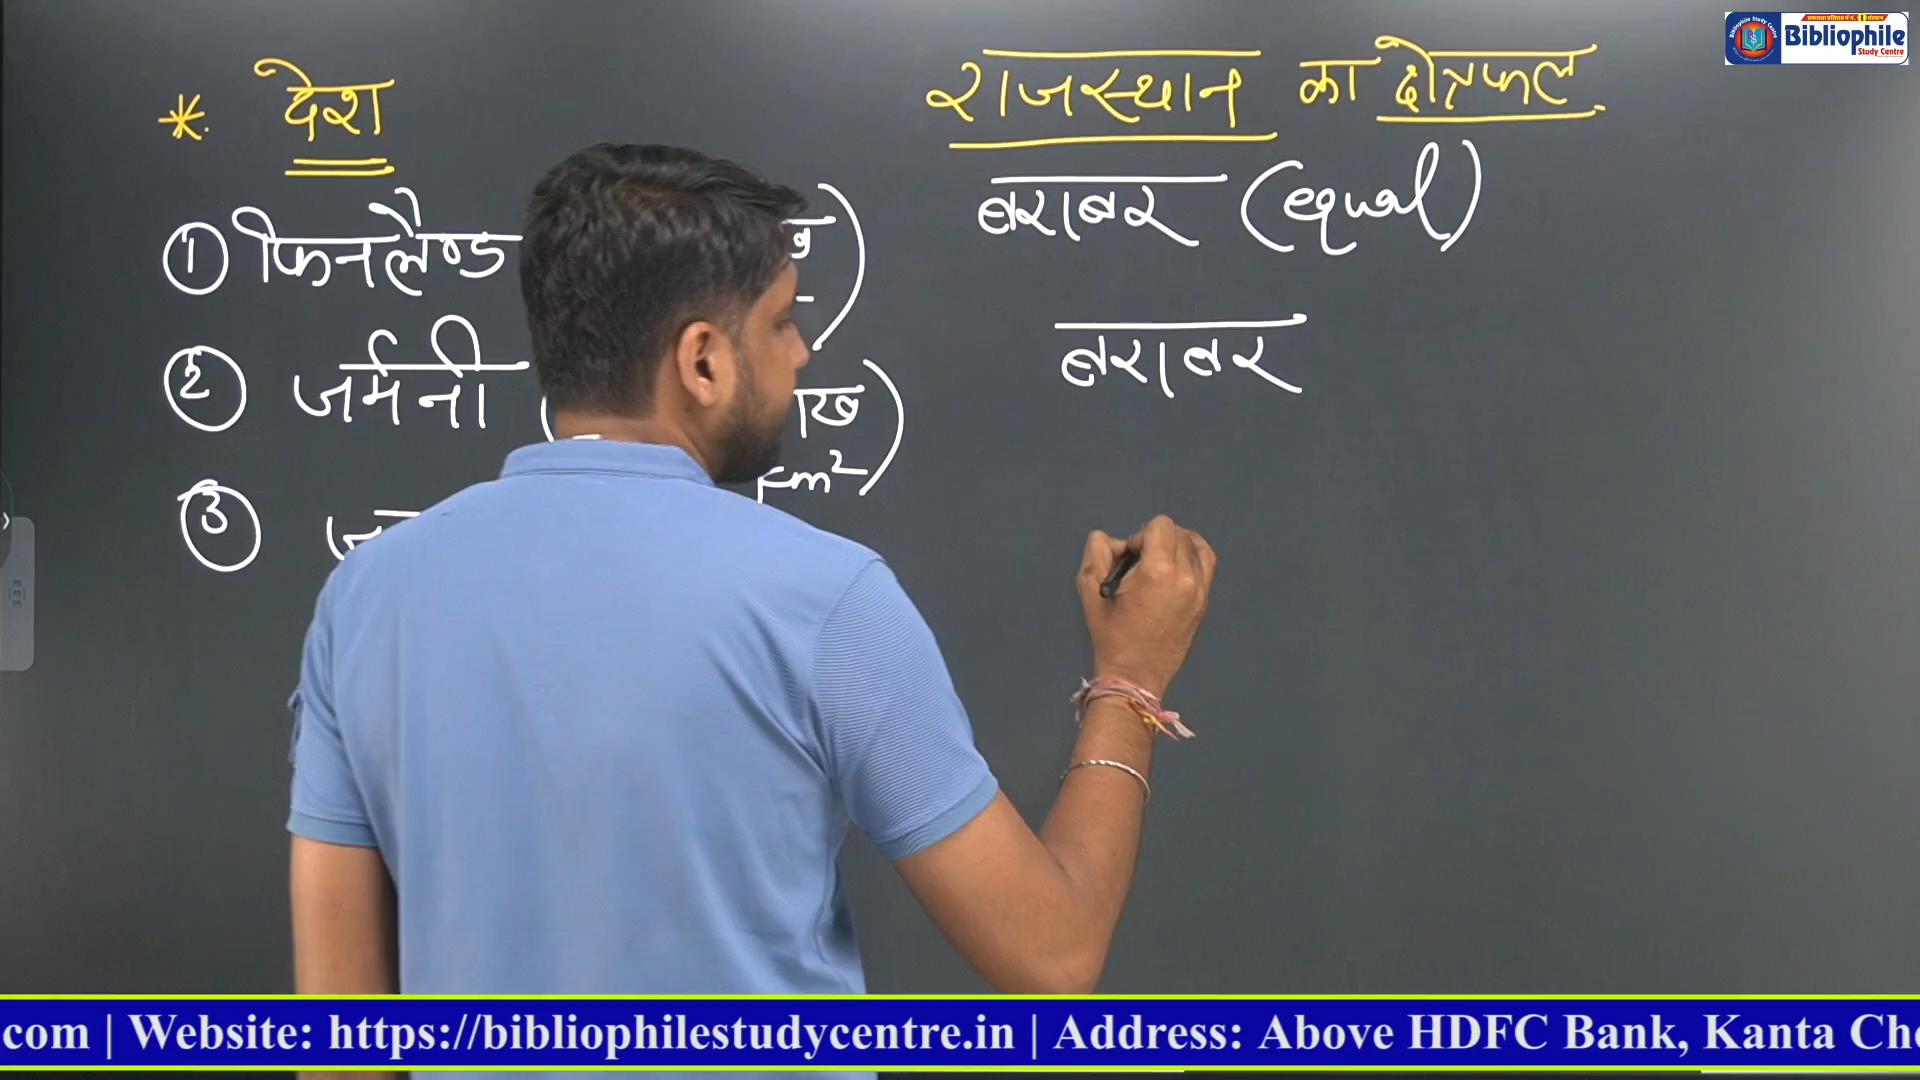 * देश
राजस्थान का क्षेत्रफल
① फिनलैण्ड
बराबर (equal)
② जर्मनी
बराबर
km²)
③
Bibliophile
Study Centre
com | Website: https://bibliophilestudycentre.in | Address: Above HDFC Bank, Kanta Ch